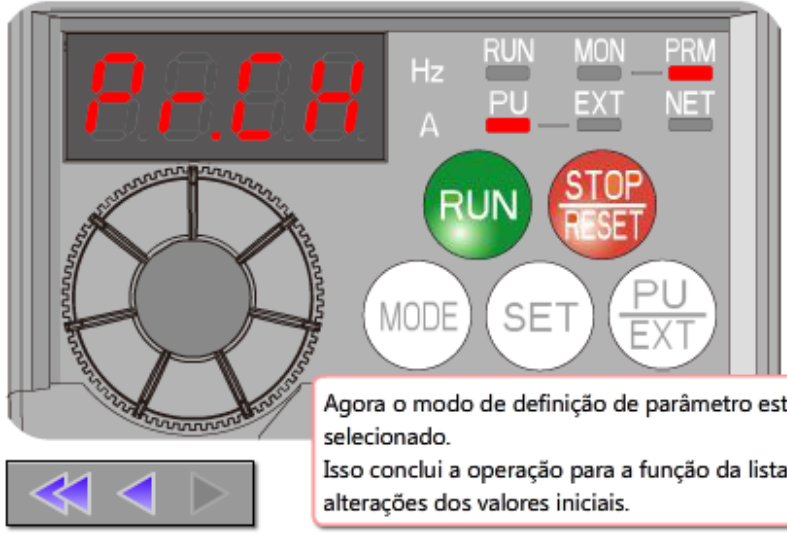 Pr.CH
Hz RUN MON PRM
A PU EXT NET
RUN STOP
RESET
MODE SET PU
EXT
Agora o modo de definição de parâmetro est
selecionado.
Isso conclui a operação para a função da lista
alterações dos valores iniciais.